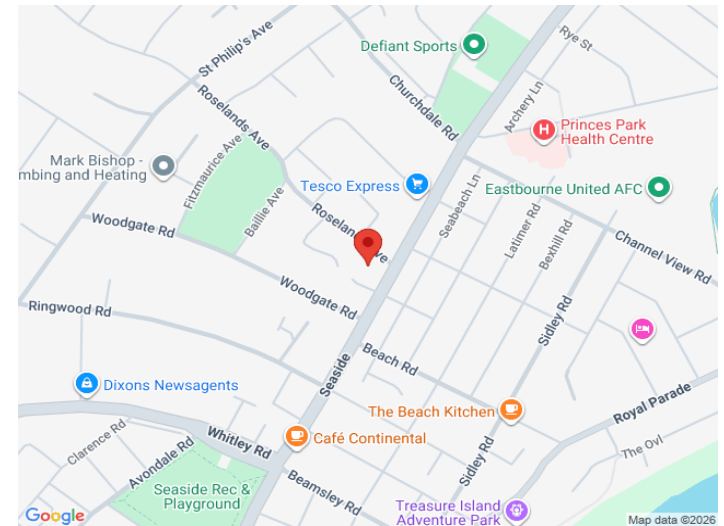 Defiant Sports
Rye St
St Philip's Ave
Churchdale Rd
Archery Ln
Roselands Ave
Princes Park
Health Centre
Mark Bishop -
mbing and Heating
Fitzmaurice Ave
Tesco Express
Eastbourne United AFC
Baillie Ave
Seabeach Ln
Roselands Ave
Latimer Rd
Bexhill Rd
Woodgate Rd
Channel View Rd
Woodgate Rd
Ringwood Rd
Sidley Rd
Seaside
Beach Rd
Dixons Newsagents
The Beach Kitchen
Royal Parade
Café Continental
Clarence Rd
Avondale Rd
Whitley Rd
The Ovl
Sidley Rd
Seaside Rec &
Playground
Beamsley Rd
Treasure Island
Adventure Park
Google
Map data ©2026